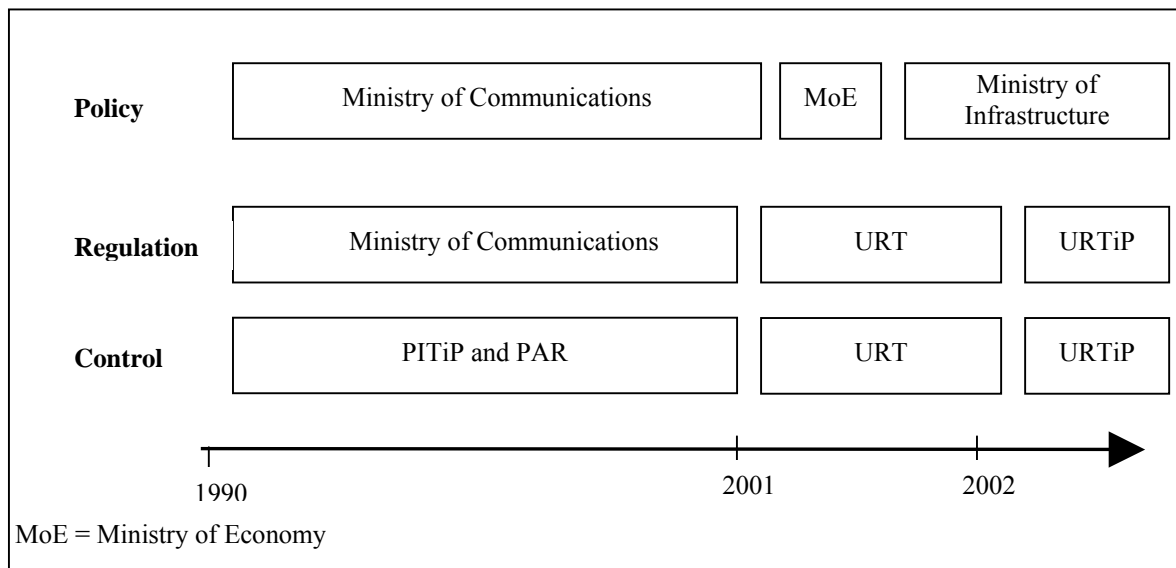 Policy
Ministry of Communications
MoE
Ministry of
Infrastructure
Regulation
Ministry of Communications
URT
URTiP
Control
PITiP and PAR
URT
URTiP
1990
2001
2002
MoE = Ministry of Economy